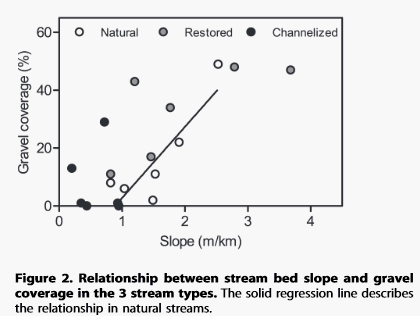 60
Natural Restored Channelized
40
20
0
Gravel coverage (%)
0 1 2 3 4
Slope (m/km)
Figure 2. Relationship between stream bed slope and gravel
coverage in the 3 stream types. The solid regression line describes
the relationship in natural streams.